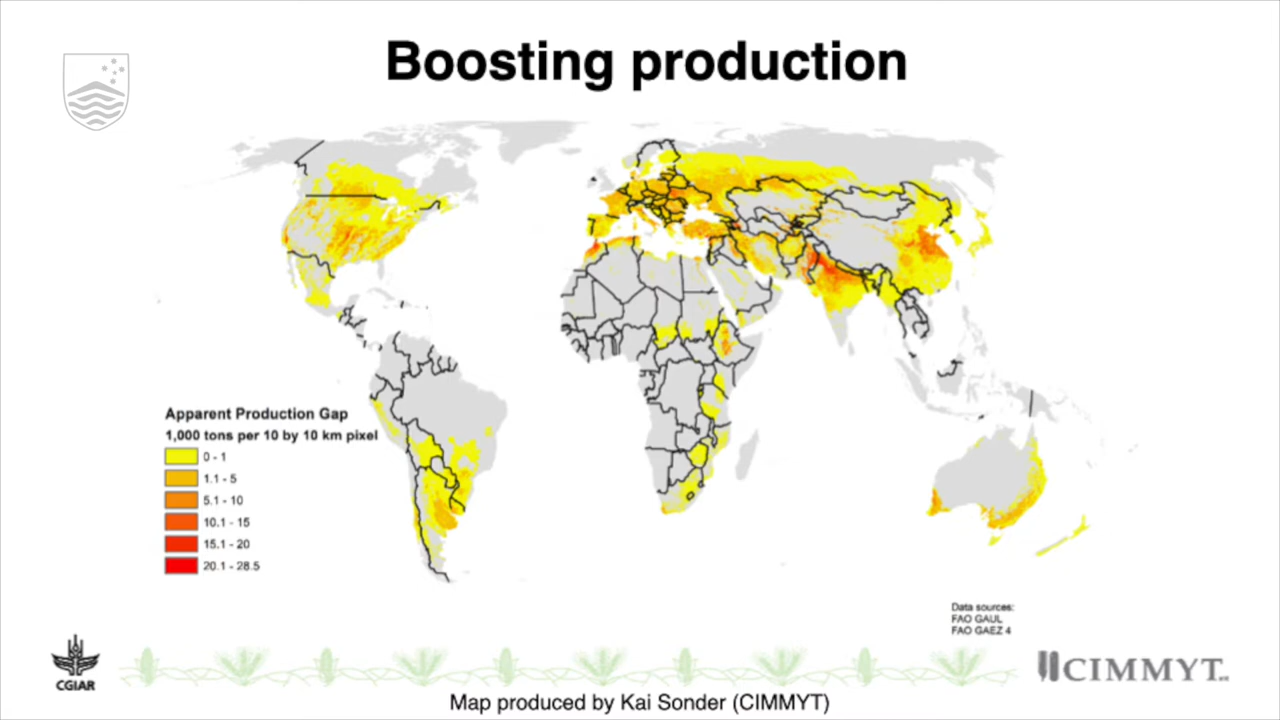 Boosting production
Apparent Production Gap
1,000 tons per 10 by 10 km pixel
0 - 1
1.1 - 5
5.1 - 10
10.1 - 15
15.1 - 20
20.1 - 28.5
Data sources:
FAO GAUL
FAO GAEZ 4
CGIAR
CIMMYT
Map produced by Kai Sonder (CIMMYT)